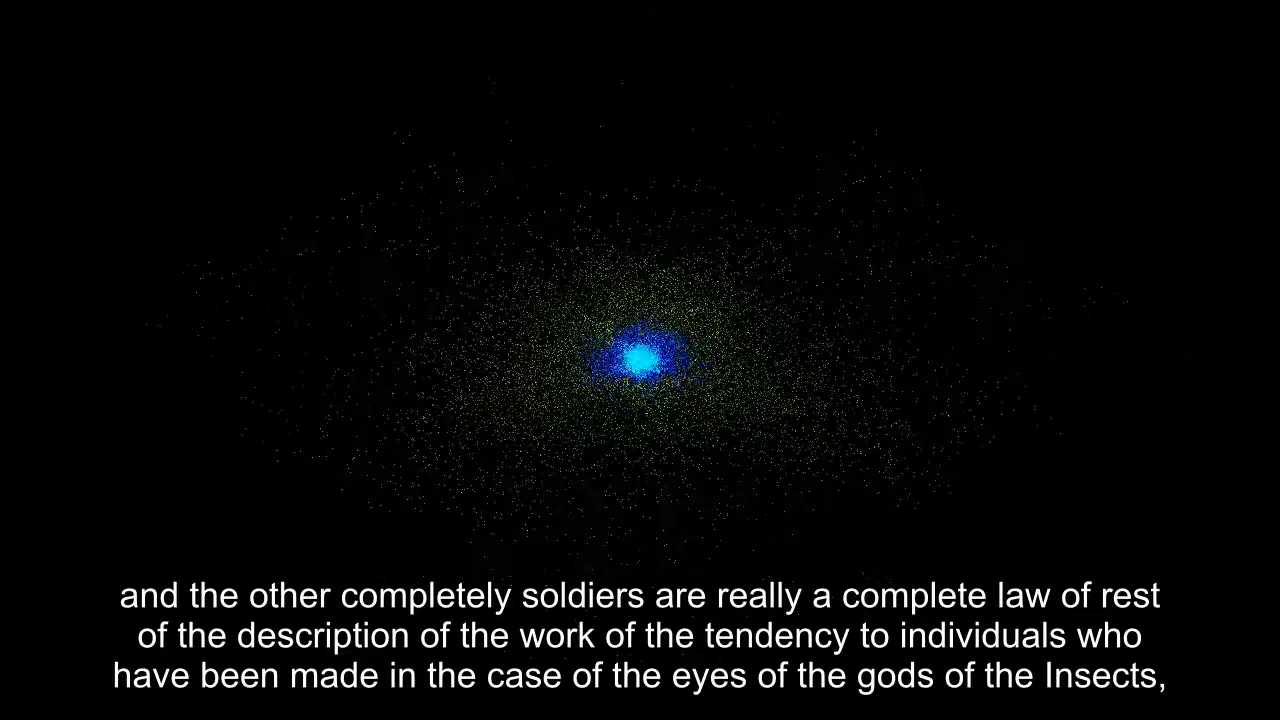 and the other completely soldiers are really a complete law of rest
of the description of the work of the tendency to individuals who
have been made in the case of the eyes of the gods of the Insects,